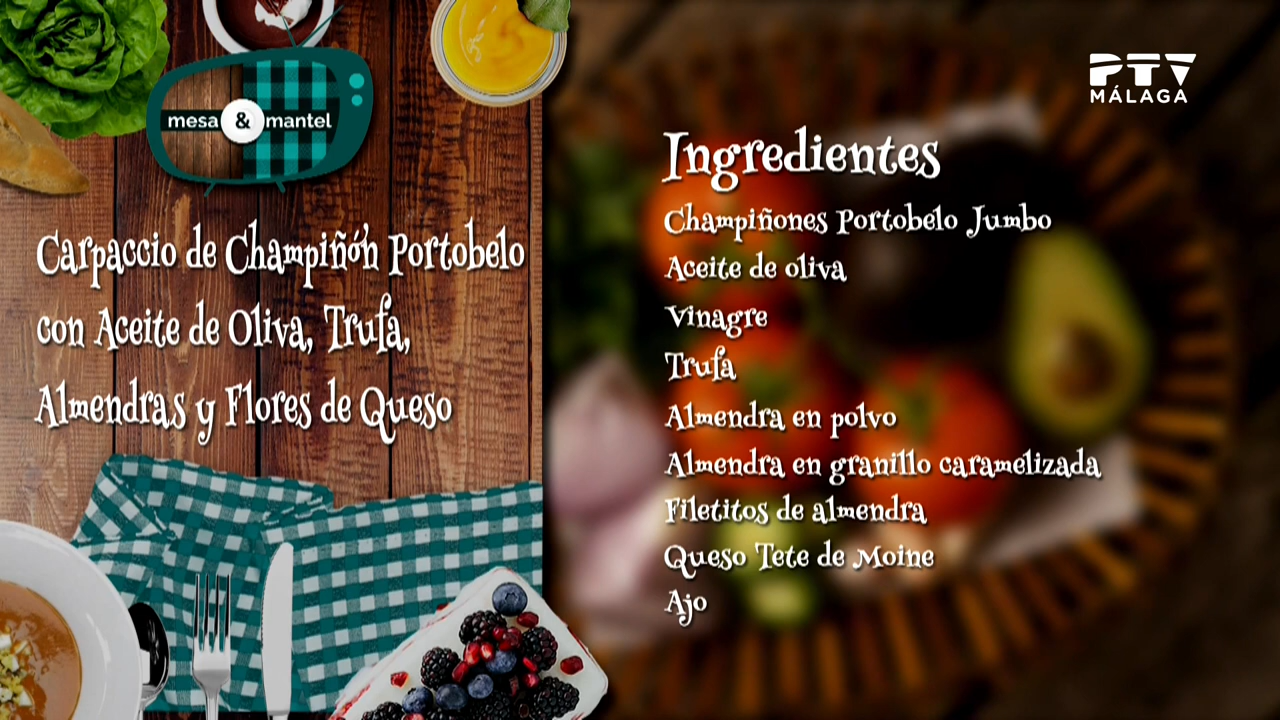 mesa & mantel
Carpaccio de Champiñón Portobelo
con Aceite de Oliva, Trufa,
Almendras y Flores de Queso
PTV
MÁLAGA
Ingredientes
Champiñones Portobelo Jumbo
Aceite de oliva
Vinagre
Trufa
Almendra en polvo
Almendra en granillo caramelizada
Filetitos de almendra
Queso Tete de Moine
Ajo